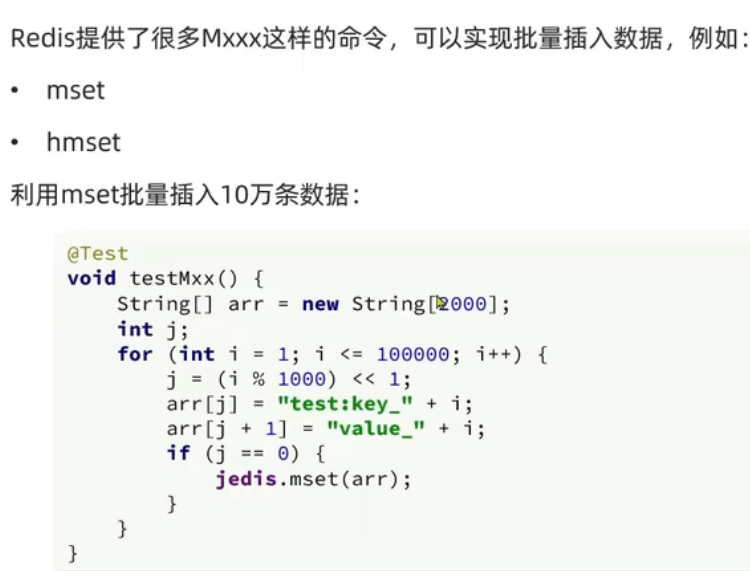 Redis提供了很多Mxxx这样的命令，可以实现批量插入数据，例如：
• mset
• hmset
利用mset批量插入10万条数据：
@Test
void testMxx() {
    String[] arr = new String[2000];
    int j;
    for (int i = 1; i <= 100000; i++) {
        j = (i % 1000) << 1;
        arr[j] = "test:key_" + i;
        arr[j + 1] = "value_" + i;
        if (j == 0) {
            jedis.mset(arr);
        }
    }
}